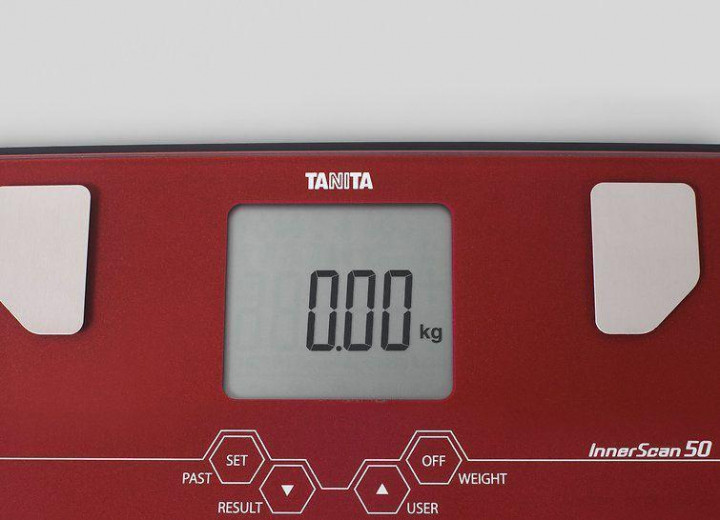 TANITA
0.00 kg
InnerScan 50
SET OFF
PAST WEIGHT
▼ ▲
RESULT USER